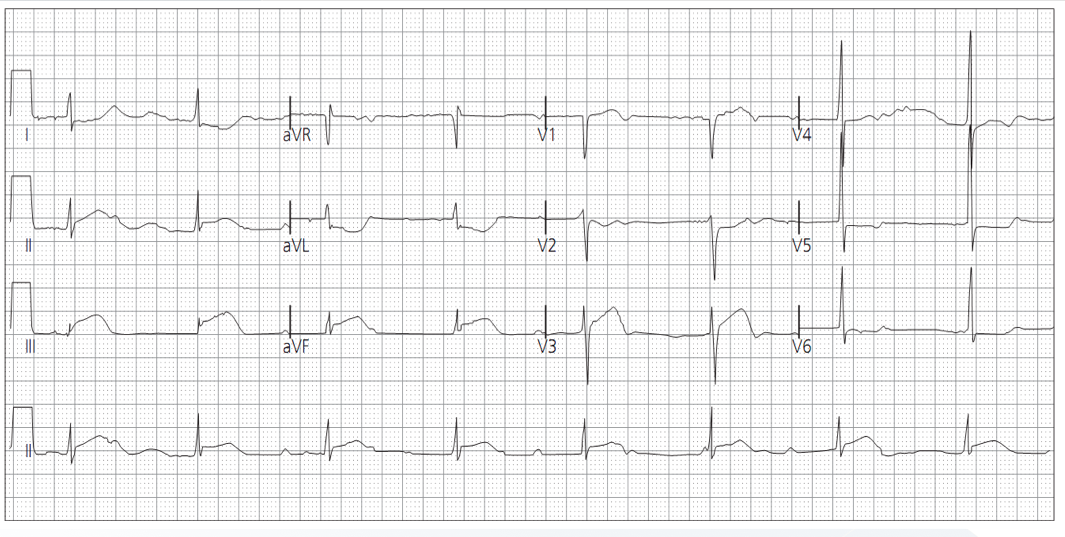 I aVR V1 V4
II aVL V2 V5
III aVF V3 V6
II